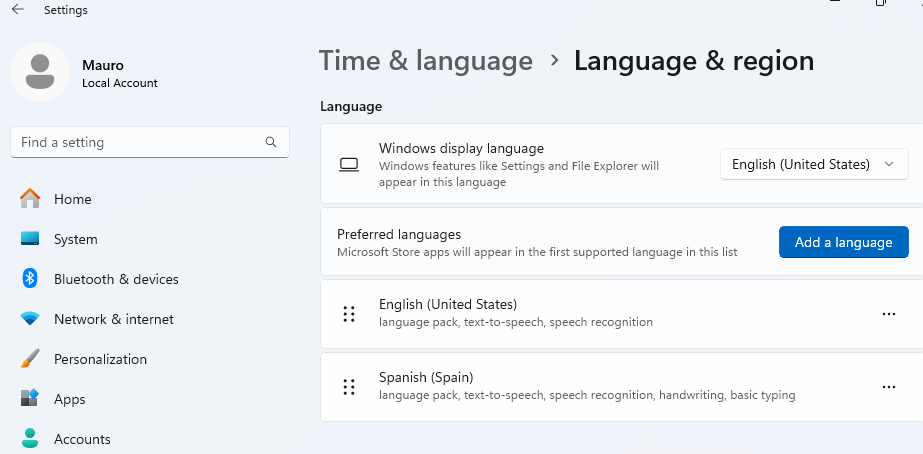 Settings
Mauro
Local Account
Find a setting
Home
System
Bluetooth & devices
Network & internet
Personalization
Apps
Accounts
Time & language > Language & region
Language
Windows display language
Windows features like Settings and File Explorer will
appear in this language
English (United States)
Preferred languages
Microsoft Store apps will appear in the first supported language in this list
Add a language
English (United States)
language pack, text-to-speech, speech recognition
Spanish (Spain)
language pack, text-to-speech, speech recognition, handwriting, basic typing